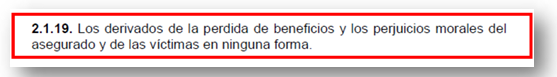 2.1.19. Los derivados de la perdida de beneficios y los perjuicios morales del
asegurado y de las víctimas en ninguna forma.